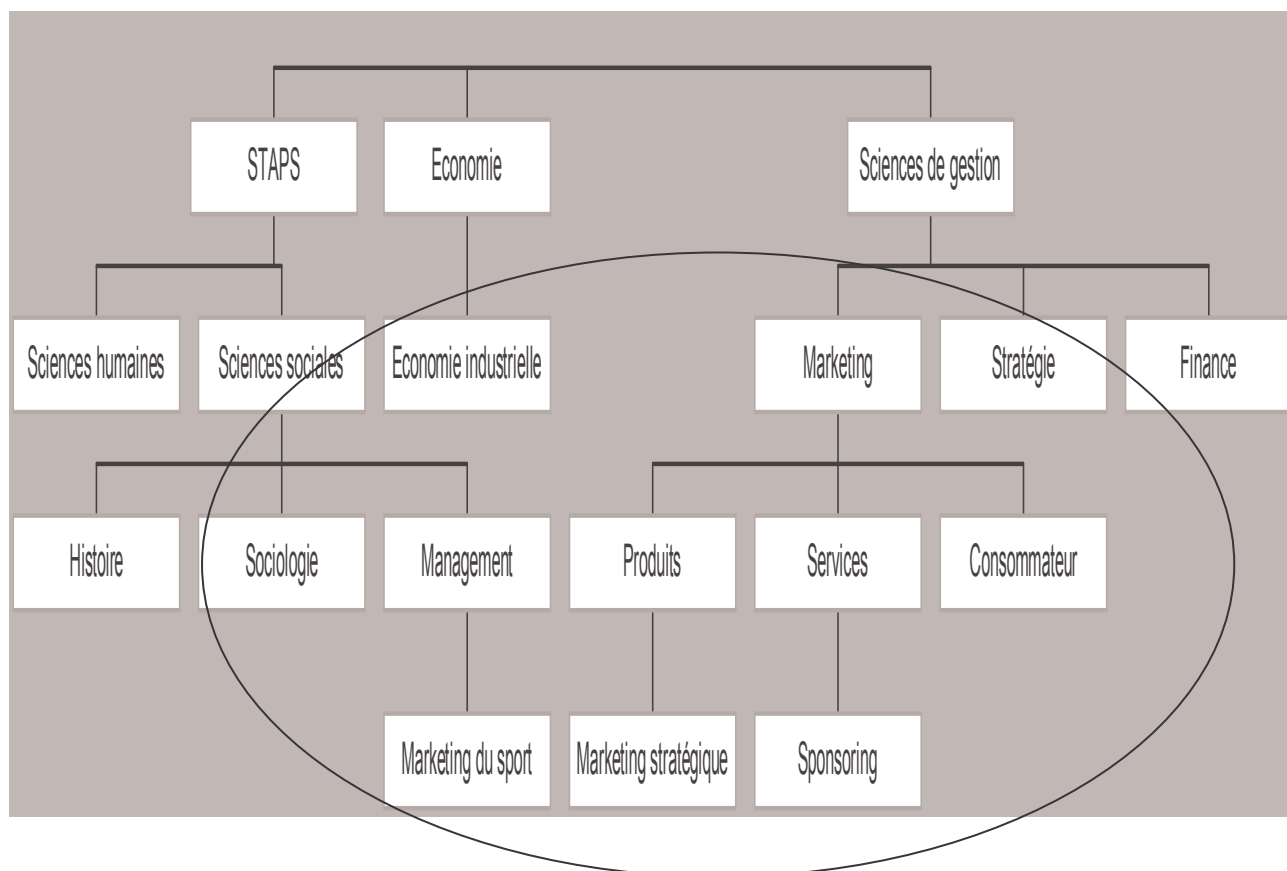 STAPS
Economie
Sciences de gestion
Sciences humaines
Sciences sociales
Economie industrielle
Marketing
Stratégie
Finance
Histoire
Sociologie
Management
Produits
Services
Consommateur
Marketing du sport
Marketing stratégique
Sponsoring